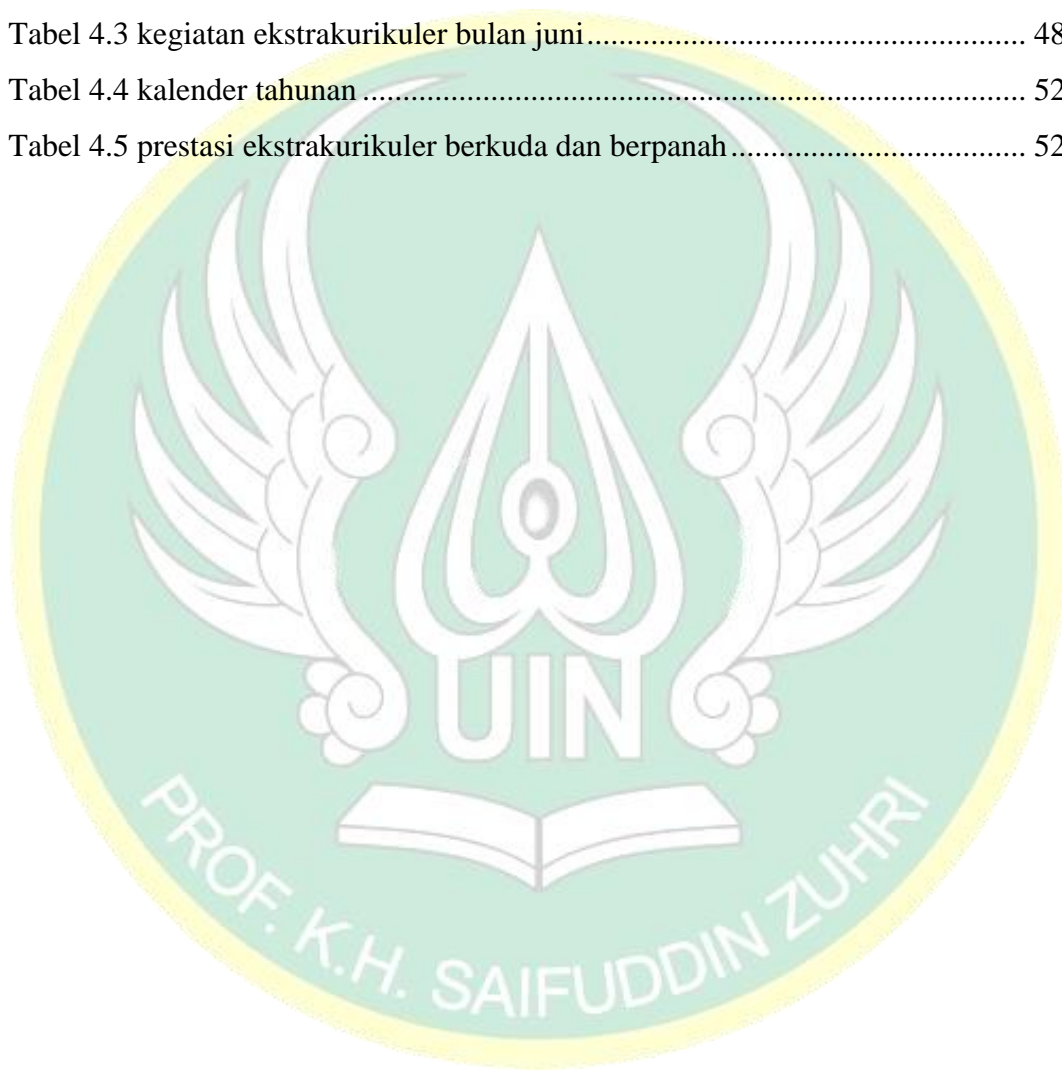 Tabel 4.3 kegiatan ekstrakurikuler bulan juni....................................................... 48
Tabel 4.4 kalender tahunan .................................................................................. 52
Tabel 4.5 prestasi ekstrakurikuler berkuda dan berpanah.................................... 52
UIN
PROF. K.H. SAIFUDDIN ZUHRI